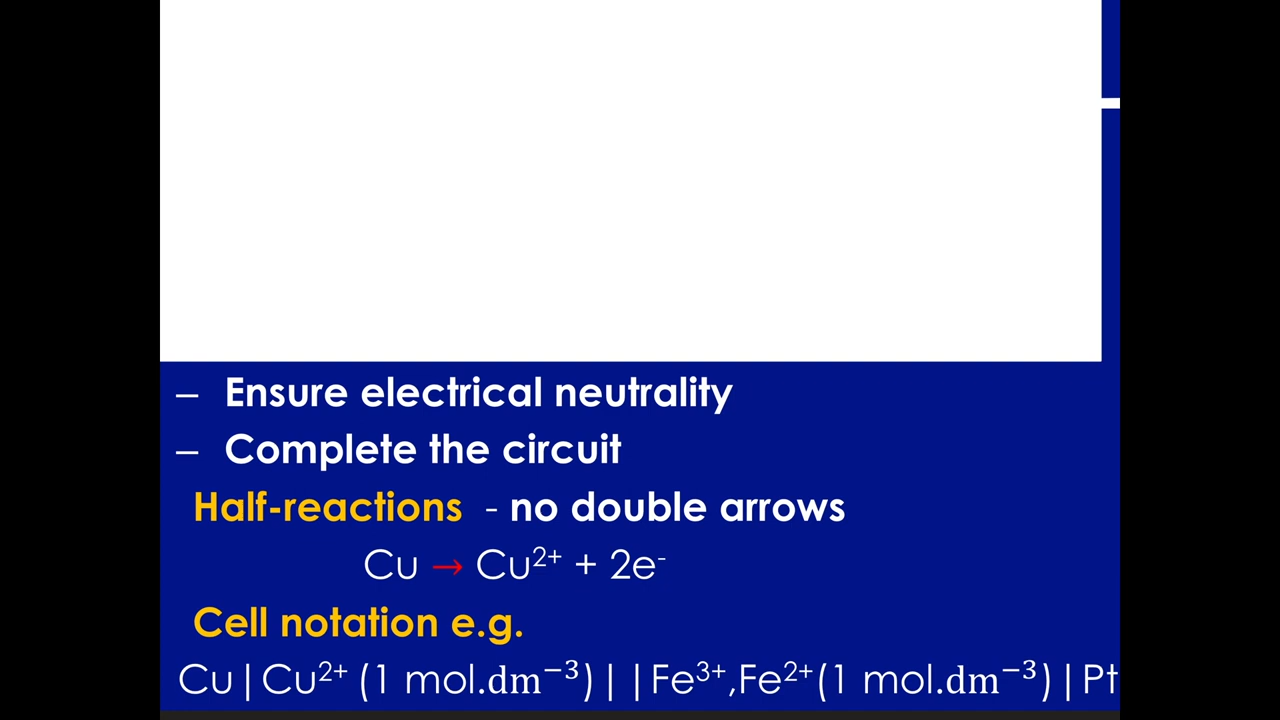 – Ensure electrical neutrality
– Complete the circuit
Half-reactions - no double arrows
Cu → Cu²⁺ + 2e⁻
Cell notation e.g.
Cu|Cu²⁺ (1 mol.dm⁻³)||Fe³⁺,Fe²⁺(1 mol.dm⁻³)|Pt